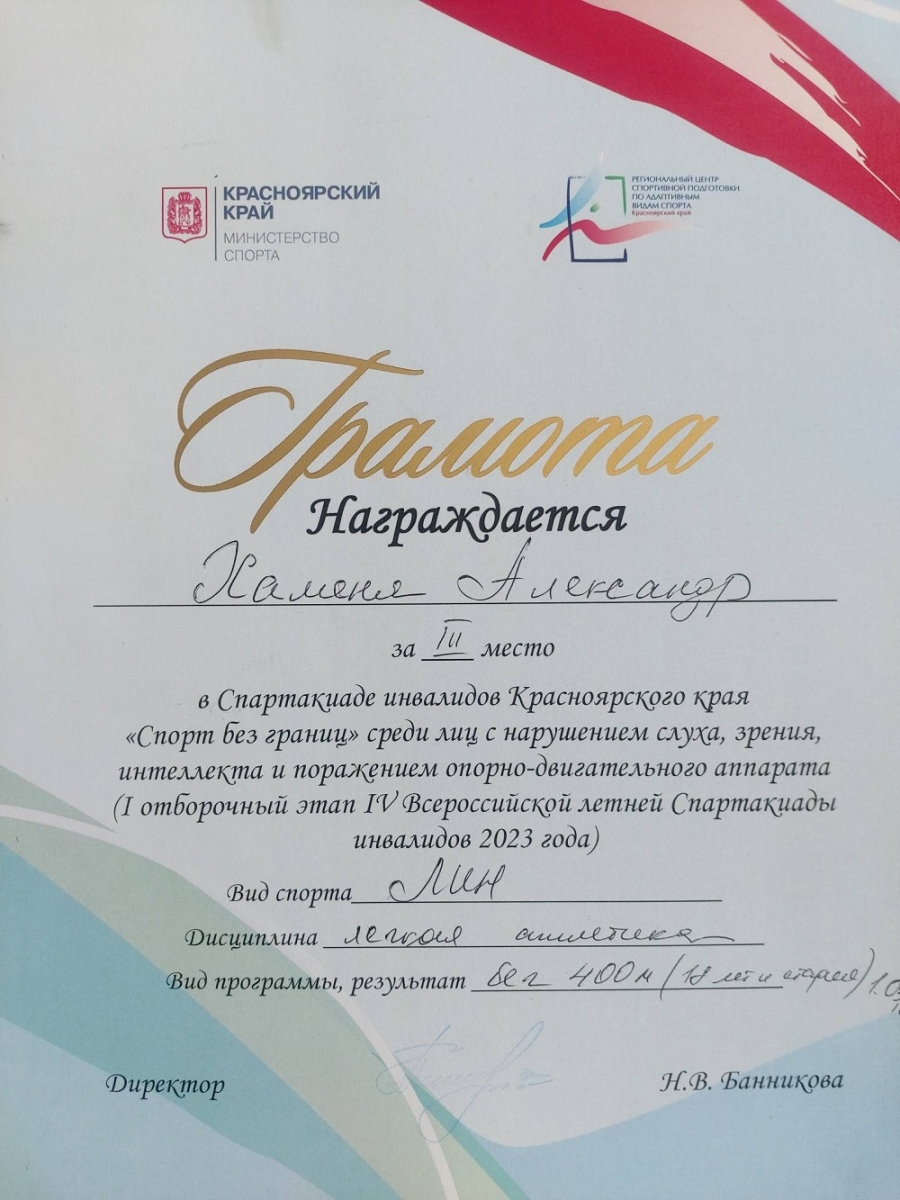 КРАСНОЯРСКИЙ
КРАЙ
МИНИСТЕРСТВО
СПОРТА
РЕГИОНАЛЬНЫЙ ЦЕНТР
СПОРТИВНОЙ ПОДГОТОВКИ
ПО АДАПТИВНЫМ
ВИДАМ СПОРТА
Красноярский край
Грамота
Награждается
Хаменя Александр
за III место
в Спартакиаде инвалидов Красноярского края
«Спорт без границ» среди лиц с нарушением слуха, зрения,
интеллекта и поражением опорно-двигательного аппарата
(I отборочный этап IV Всероссийской летней Спартакиады
инвалидов 2023 года)
Вид спорта ЛИН
Дисциплина легкая атлетика
Вид программы, результат бег 400м (18 лет и старше)
Директор Н.В. Банникова